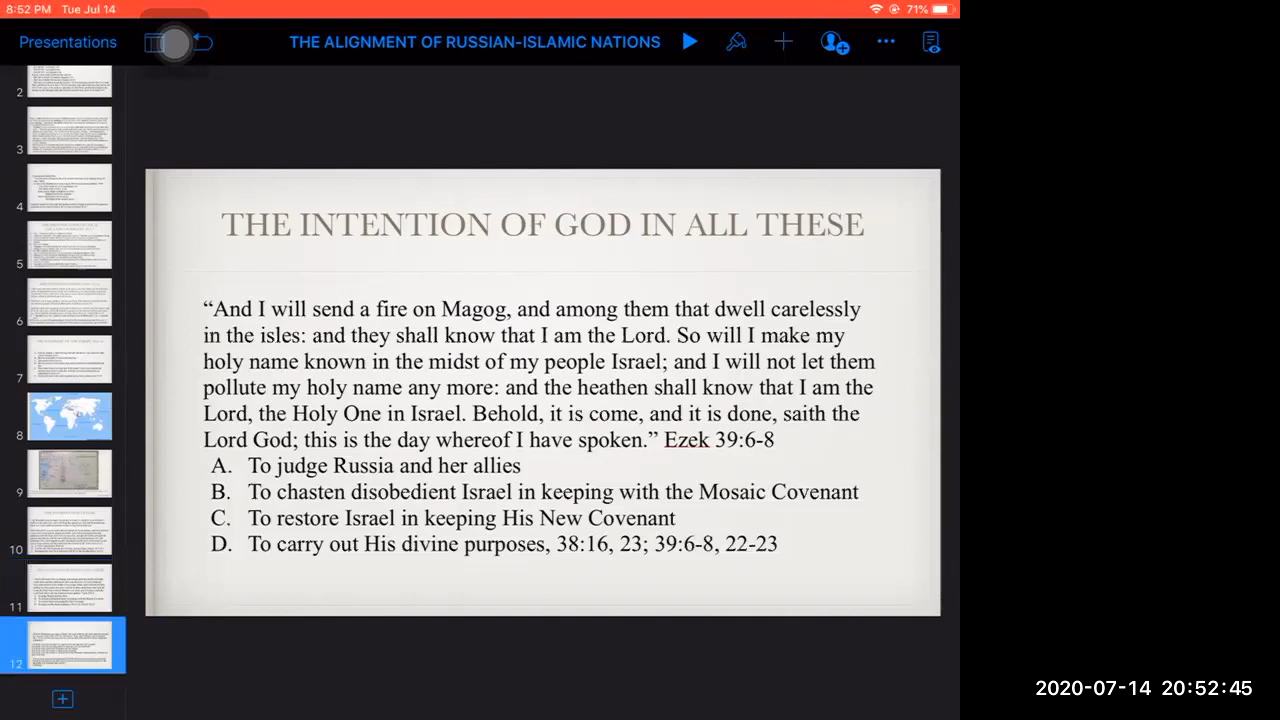 8:52 PM Tue Jul 14
71%
Presentations
THE ALIGNMENT OF RUSSIAN-ISLAMIC NATIONS
2
3
4
5
6
7
8
9
10
11
12
THE INTENTION OF GOD IN ALL THESE
“And I will send a fire on Magog and among them that dwell carelessly
in the isles: and they shall know that I am the Lord. So will I make my
holy name known in the midst of my people Israel; and I will not let them
pollute my holy name any more: and the heathen shall know that I am the
Lord, the Holy One in Israel. Behold, it is come, and it is done, saith the
Lord God; this is the day whereof I have spoken.” Ezek 39:6-8
A. To judge Russia and her allies
B. To chasten disobedient Israel in keeping with the Mosaic Covenant
C. To restore Israel in keeping His New Covenant
D. To carry out His divine purposes, 38:16, 23; 39:6-8, 22-23
2020-07-14 20:52:45